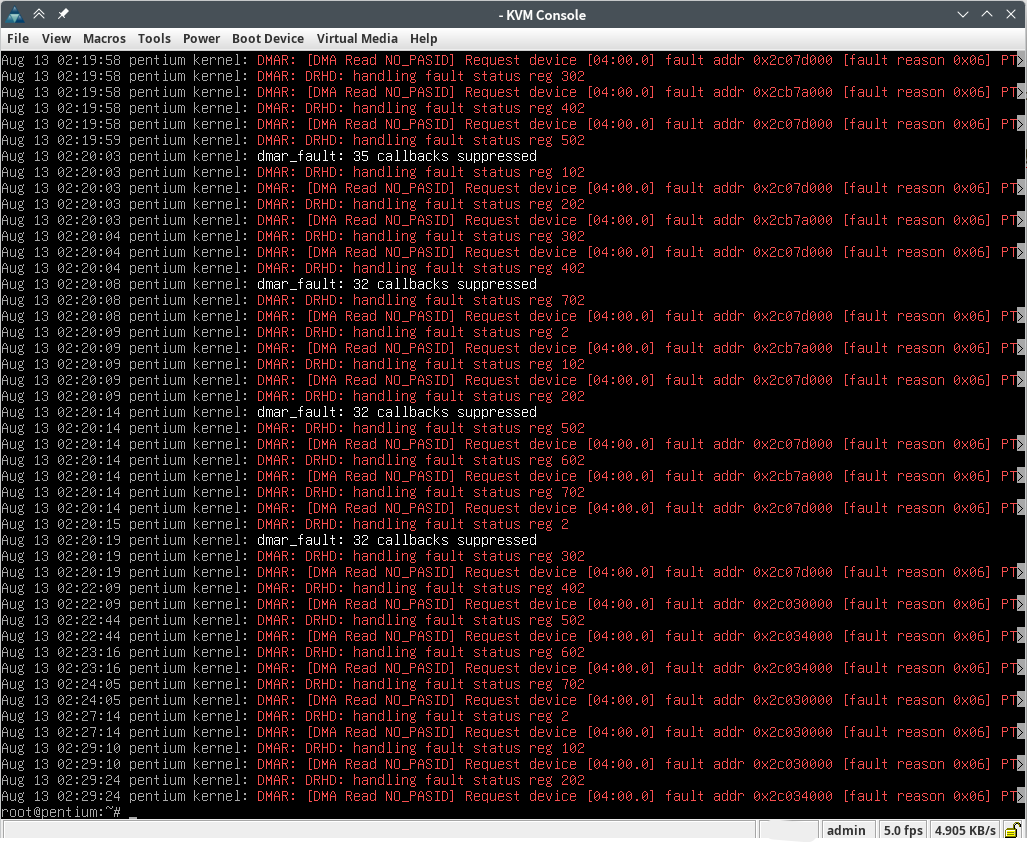 - KVM Console
File View Macros Tools Power Boot Device Virtual Media Help
Aug 13 02:19:58 pentium kernel: DMAR: [DMA Read NO_PASID] Request device [04:00.0] fault addr 0x2c07d000 [fault reason 0x06] PT>
Aug 13 02:19:58 pentium kernel: DMAR: DRHD: handling fault status reg 302
Aug 13 02:19:58 pentium kernel: DMAR: [DMA Read NO_PASID] Request device [04:00.0] fault addr 0x2cb7a000 [fault reason 0x06] PT>
Aug 13 02:19:58 pentium kernel: DMAR: DRHD: handling fault status reg 402
Aug 13 02:19:58 pentium kernel: DMAR: [DMA Read NO_PASID] Request device [04:00.0] fault addr 0x2c07d000 [fault reason 0x06] PT>
Aug 13 02:19:59 pentium kernel: DMAR: DRHD: handling fault status reg 502
Aug 13 02:20:03 pentium kernel: dmar_fault: 35 callbacks suppressed
Aug 13 02:20:03 pentium kernel: DMAR: DRHD: handling fault status reg 102
Aug 13 02:20:03 pentium kernel: DMAR: [DMA Read NO_PASID] Request device [04:00.0] fault addr 0x2c07d000 [fault reason 0x06] PT>
Aug 13 02:20:03 pentium kernel: DMAR: DRHD: handling fault status reg 202
Aug 13 02:20:03 pentium kernel: DMAR: [DMA Read NO_PASID] Request device [04:00.0] fault addr 0x2cb7a000 [fault reason 0x06] PT>
Aug 13 02:20:04 pentium kernel: DMAR: DRHD: handling fault status reg 302
Aug 13 02:20:04 pentium kernel: DMAR: [DMA Read NO_PASID] Request device [04:00.0] fault addr 0x2c07d000 [fault reason 0x06] PT>
Aug 13 02:20:04 pentium kernel: DMAR: DRHD: handling fault status reg 402
Aug 13 02:20:08 pentium kernel: dmar_fault: 32 callbacks suppressed
Aug 13 02:20:08 pentium kernel: DMAR: DRHD: handling fault status reg 702
Aug 13 02:20:08 pentium kernel: DMAR: [DMA Read NO_PASID] Request device [04:00.0] fault addr 0x2c07d000 [fault reason 0x06] PT>
Aug 13 02:20:09 pentium kernel: DMAR: DRHD: handling fault status reg 2
Aug 13 02:20:09 pentium kernel: DMAR: [DMA Read NO_PASID] Request device [04:00.0] fault addr 0x2cb7a000 [fault reason 0x06] PT>
Aug 13 02:20:09 pentium kernel: DMAR: DRHD: handling fault status reg 102
Aug 13 02:20:09 pentium kernel: DMAR: [DMA Read NO_PASID] Request device [04:00.0] fault addr 0x2c07d000 [fault reason 0x06] PT>
Aug 13 02:20:09 pentium kernel: DMAR: DRHD: handling fault status reg 202
Aug 13 02:20:14 pentium kernel: dmar_fault: 32 callbacks suppressed
Aug 13 02:20:14 pentium kernel: DMAR: DRHD: handling fault status reg 502
Aug 13 02:20:14 pentium kernel: DMAR: [DMA Read NO_PASID] Request device [04:00.0] fault addr 0x2c07d000 [fault reason 0x06] PT>
Aug 13 02:20:14 pentium kernel: DMAR: DRHD: handling fault status reg 602
Aug 13 02:20:14 pentium kernel: DMAR: [DMA Read NO_PASID] Request device [04:00.0] fault addr 0x2cb7a000 [fault reason 0x06] PT>
Aug 13 02:20:14 pentium kernel: DMAR: DRHD: handling fault status reg 702
Aug 13 02:20:14 pentium kernel: DMAR: [DMA Read NO_PASID] Request device [04:00.0] fault addr 0x2c07d000 [fault reason 0x06] PT>
Aug 13 02:20:15 pentium kernel: DMAR: DRHD: handling fault status reg 2
Aug 13 02:20:19 pentium kernel: dmar_fault: 32 callbacks suppressed
Aug 13 02:20:19 pentium kernel: DMAR: DRHD: handling fault status reg 302
Aug 13 02:20:19 pentium kernel: DMAR: [DMA Read NO_PASID] Request device [04:00.0] fault addr 0x2c07d000 [fault reason 0x06] PT>
Aug 13 02:22:09 pentium kernel: DMAR: DRHD: handling fault status reg 402
Aug 13 02:22:09 pentium kernel: DMAR: [DMA Read NO_PASID] Request device [04:00.0] fault addr 0x2c030000 [fault reason 0x06] PT>
Aug 13 02:22:44 pentium kernel: DMAR: DRHD: handling fault status reg 502
Aug 13 02:22:44 pentium kernel: DMAR: [DMA Read NO_PASID] Request device [04:00.0] fault addr 0x2c034000 [fault reason 0x06] PT>
Aug 13 02:23:16 pentium kernel: DMAR: DRHD: handling fault status reg 602
Aug 13 02:23:16 pentium kernel: DMAR: [DMA Read NO_PASID] Request device [04:00.0] fault addr 0x2c034000 [fault reason 0x06] PT>
Aug 13 02:24:05 pentium kernel: DMAR: DRHD: handling fault status reg 702
Aug 13 02:24:05 pentium kernel: DMAR: [DMA Read NO_PASID] Request device [04:00.0] fault addr 0x2c030000 [fault reason 0x06] PT>
Aug 13 02:27:14 pentium kernel: DMAR: DRHD: handling fault status reg 2
Aug 13 02:27:14 pentium kernel: DMAR: [DMA Read NO_PASID] Request device [04:00.0] fault addr 0x2c030000 [fault reason 0x06] PT>
Aug 13 02:29:10 pentium kernel: DMAR: DRHD: handling fault status reg 102
Aug 13 02:29:10 pentium kernel: DMAR: [DMA Read NO_PASID] Request device [04:00.0] fault addr 0x2c030000 [fault reason 0x06] PT>
Aug 13 02:29:24 pentium kernel: DMAR: DRHD: handling fault status reg 202
Aug 13 02:29:24 pentium kernel: DMAR: [DMA Read NO_PASID] Request device [04:00.0] fault addr 0x2c034000 [fault reason 0x06] PT>
root@pentium:~# _
admin 5.0 fps 4.905 KB/s